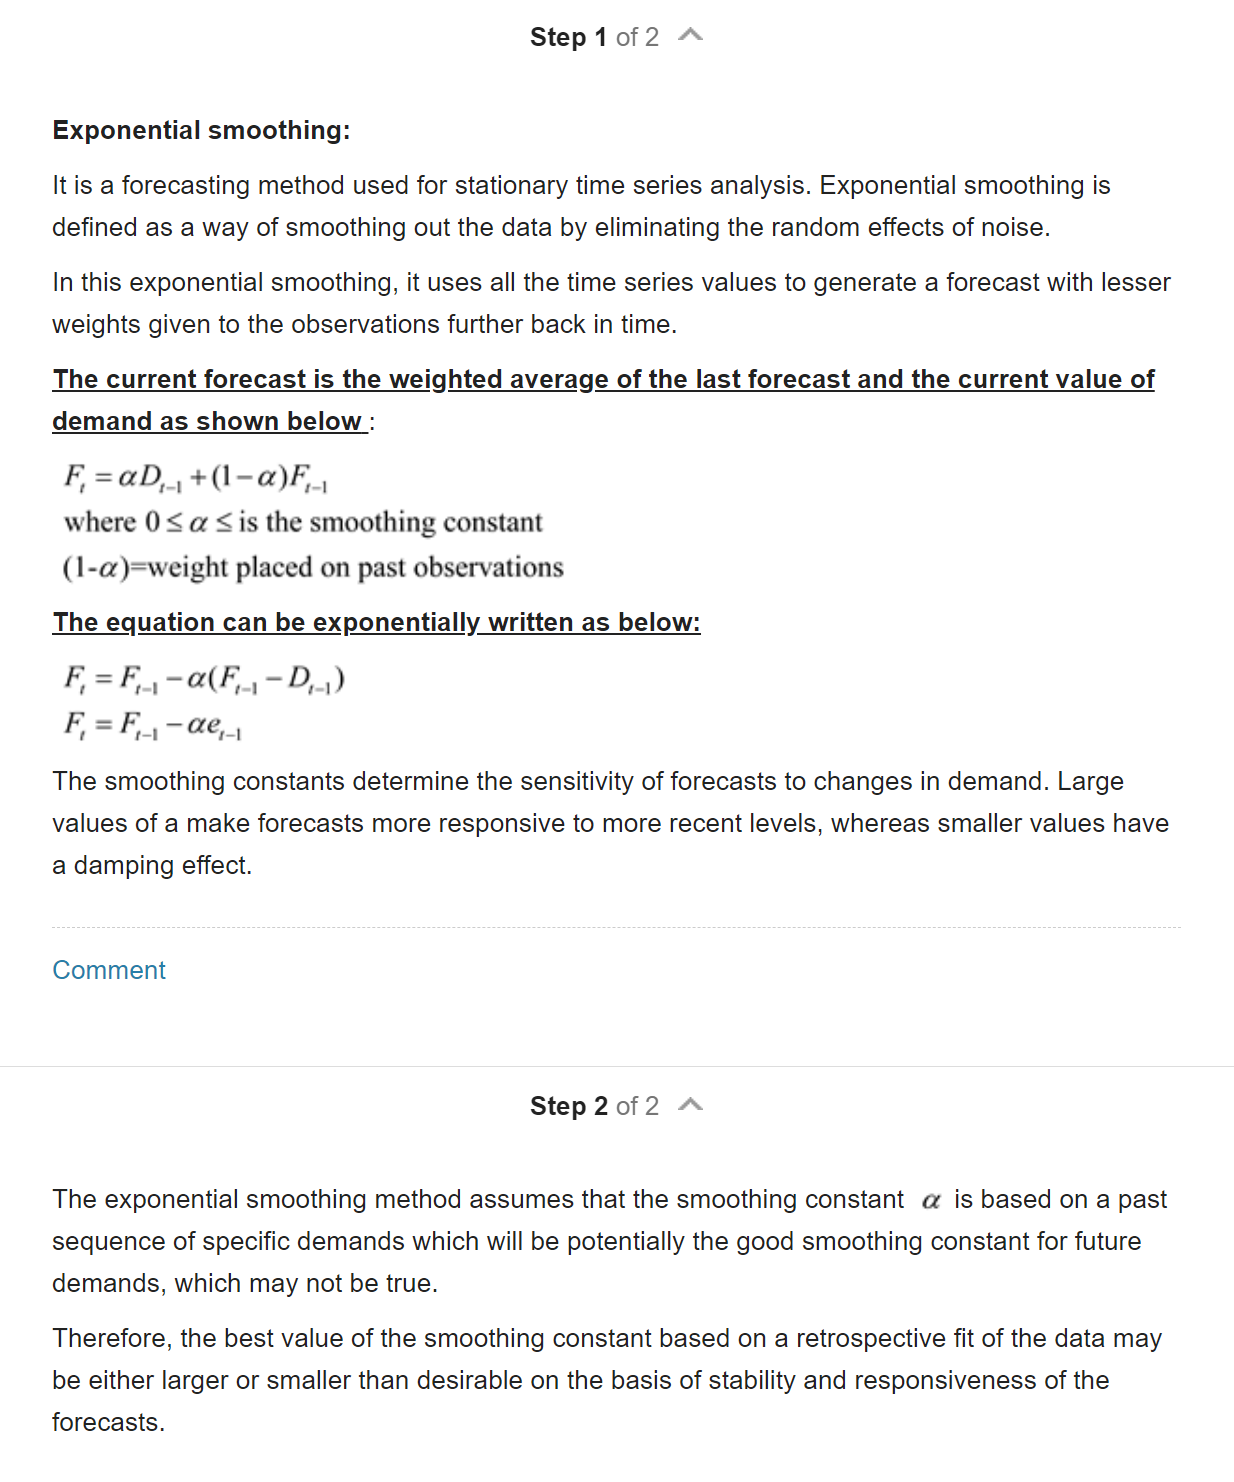 Step 1 of 2
Exponential smoothing:
It is a forecasting method used for stationary time series analysis. Exponential smoothing is
defined as a way of smoothing out the data by eliminating the random effects of noise.
In this exponential smoothing, it uses all the time series values to generate a forecast with lesser
weights given to the observations further back in time.
The current forecast is the weighted average of the last forecast and the current value of
demand as shown below :
F_t = αD_{t−1} + (1−α)F_{t−1}
where 0 ≤ α ≤ is the smoothing constant
(1-α)=weight placed on past observations
The equation can be exponentially written as below:
F_t = F_{t−1} − α(F_{t−1} − D_{t−1})
F_t = F_{t−1} − αe_{t−1}
The smoothing constants determine the sensitivity of forecasts to changes in demand. Large
values of a make forecasts more responsive to more recent levels, whereas smaller values have
a damping effect.
Comment
Step 2 of 2
The exponential smoothing method assumes that the smoothing constant α is based on a past
sequence of specific demands which will be potentially the good smoothing constant for future
demands, which may not be true.
Therefore, the best value of the smoothing constant based on a retrospective fit of the data may
be either larger or smaller than desirable on the basis of stability and responsiveness of the
forecasts.